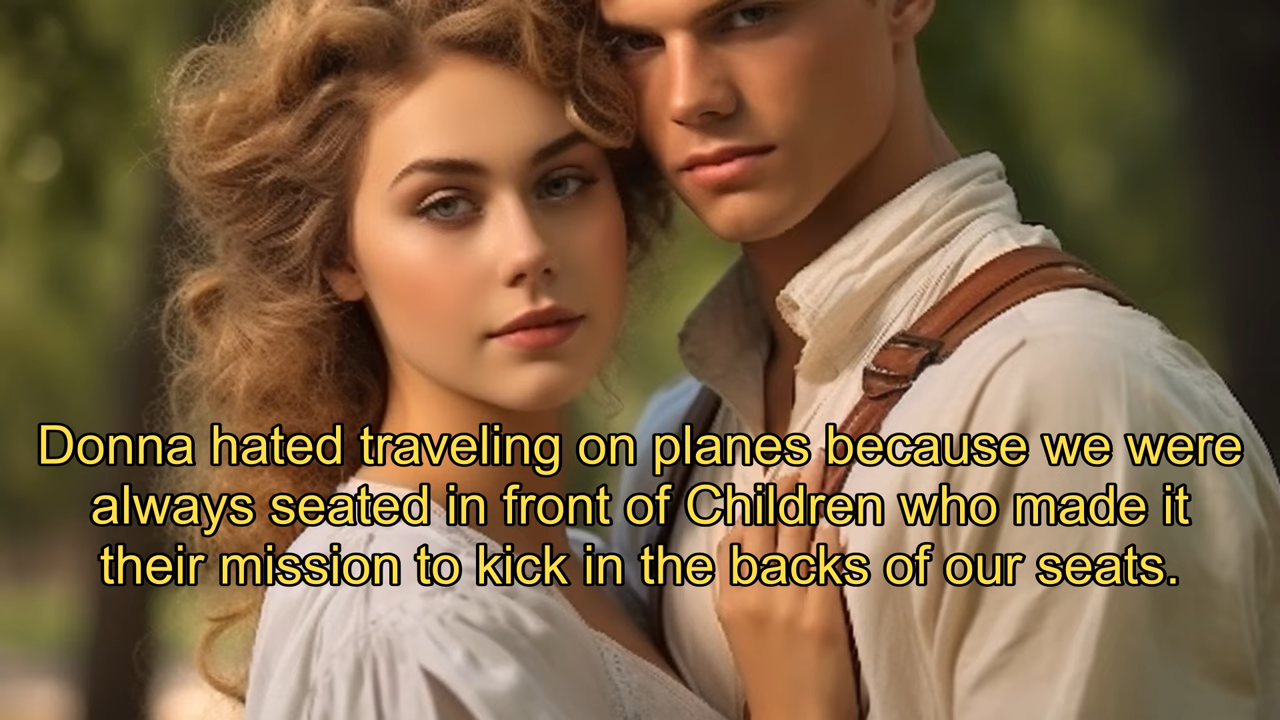 Donna hated traveling on planes because we were
always seated in front of Children who made it
their mission to kick in the backs of our seats.